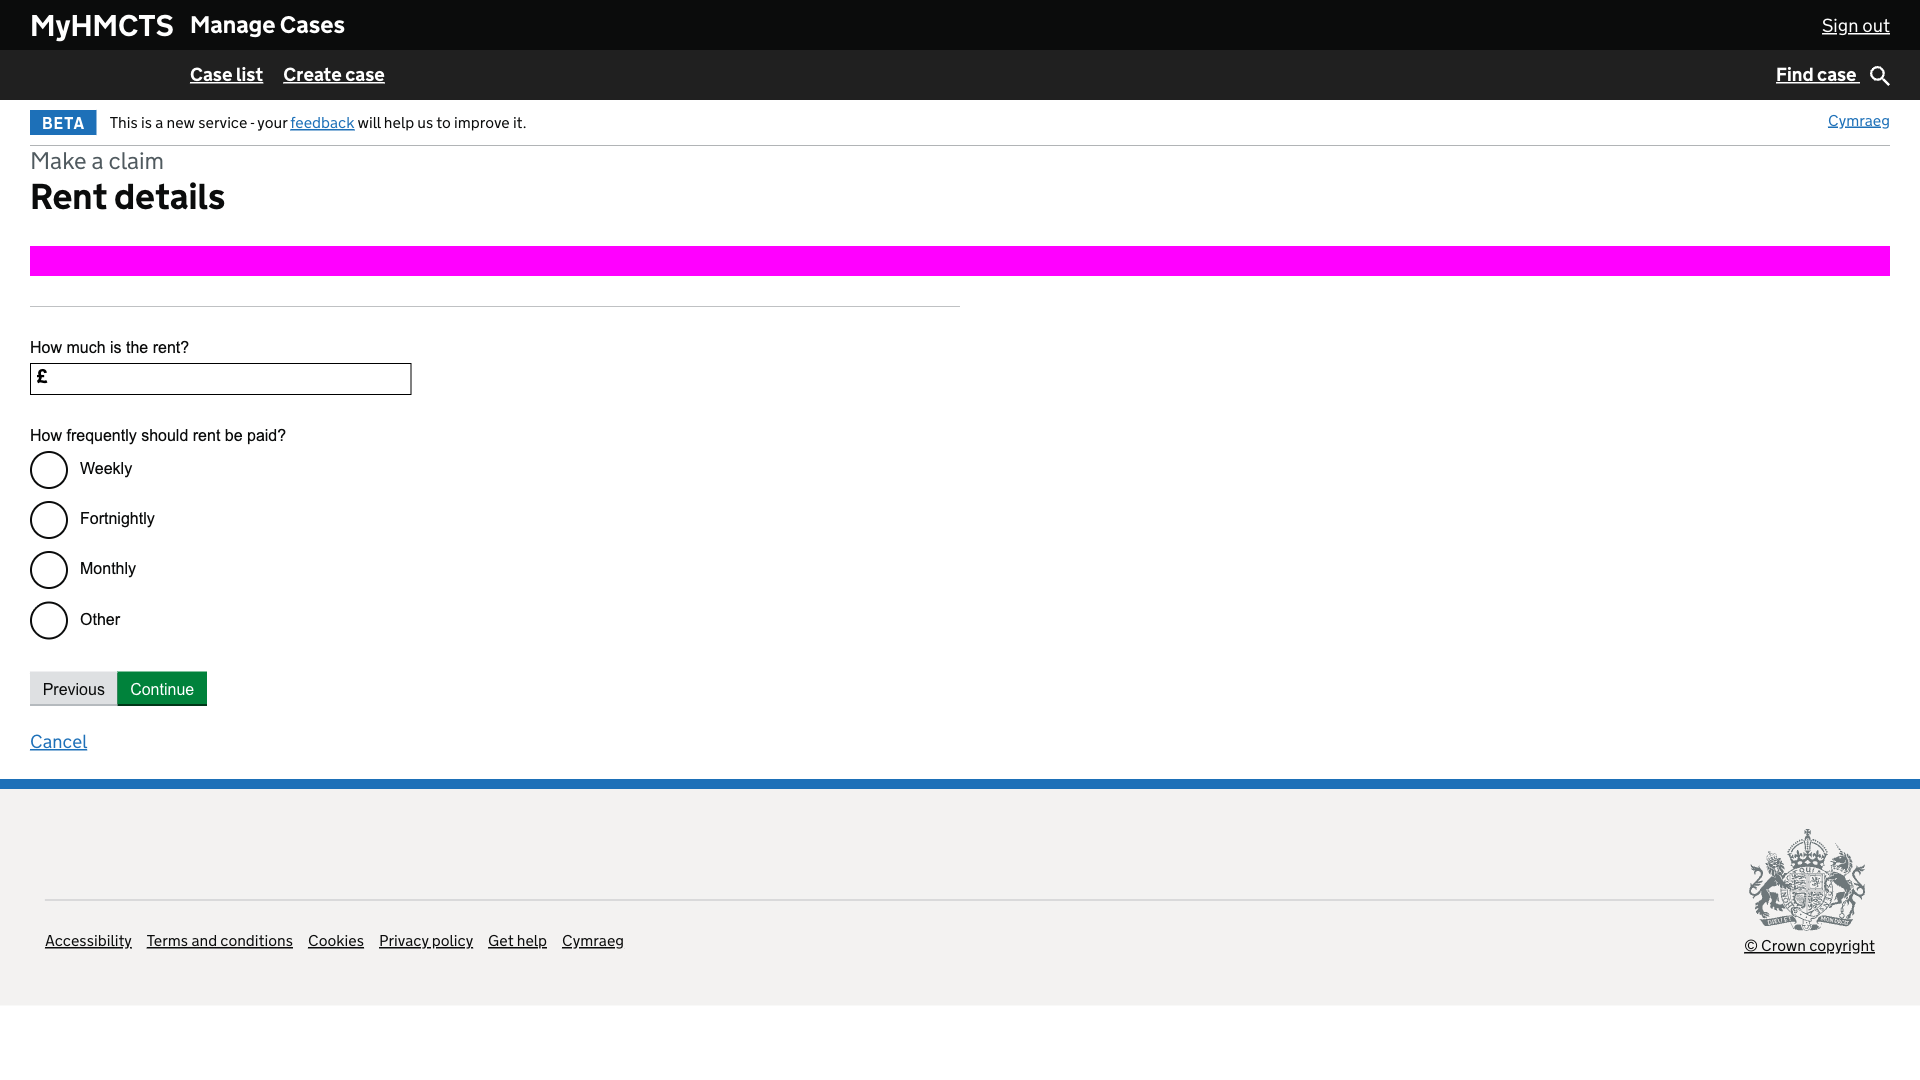 MyHMCTS Manage Cases Sign out
Case list Create case Find case
BETA This is a new service - your feedback will help us to improve it. Cymraeg
Make a claim
Rent details
How much is the rent?
£
How frequently should rent be paid?
Weekly
Fortnightly
Monthly
Other
Previous Continue
Cancel
Accessibility Terms and conditions Cookies Privacy policy Get help Cymraeg
© Crown copyright